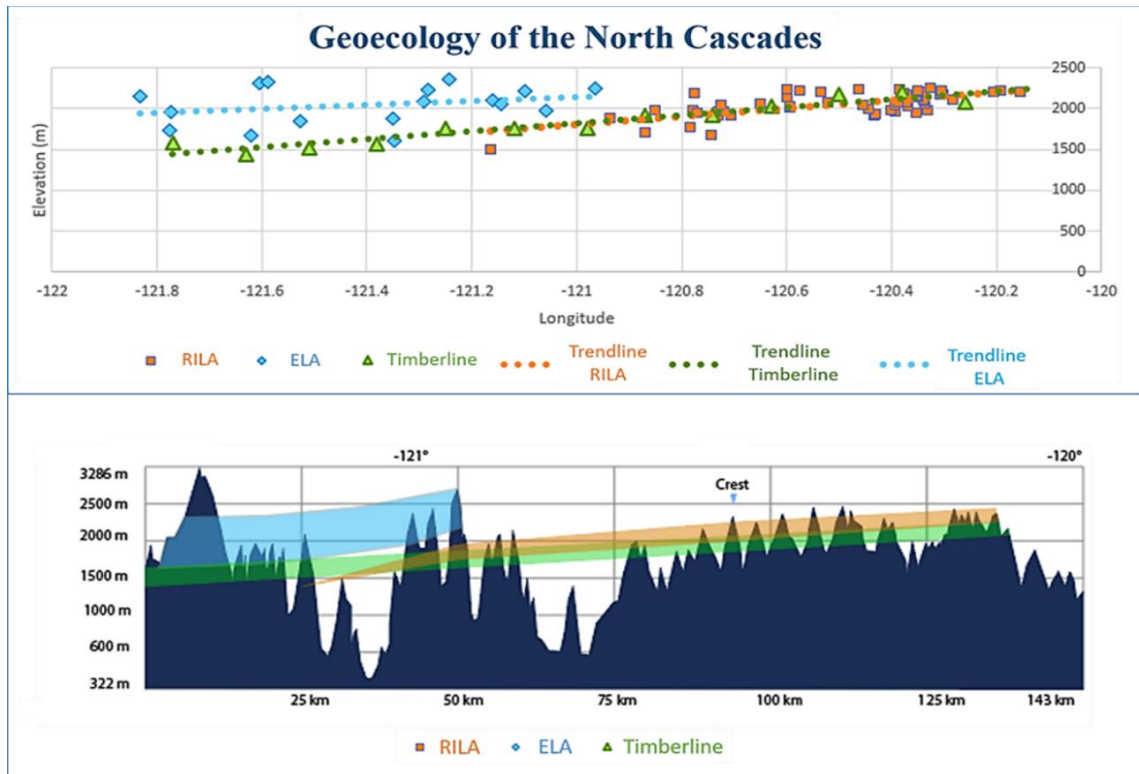 Geoecology of the North Cascades
2500
2000
1500
1000
500
0
Elevation (m)
-122 -121.8 -121.6 -121.4 -121.2 -121 -120.8 -120.6 -120.4 -120.2 -120
Longitude
RILA ELA Timberline Trendline RILA Trendline Timberline Trendline ELA
-121° -120°
3286 m
Crest
2500 m
2000 m
1500 m
1000 m
600 m
322 m
25 km 50 km 75 km 100 km 125 km 143 km
RILA ELA Timberline